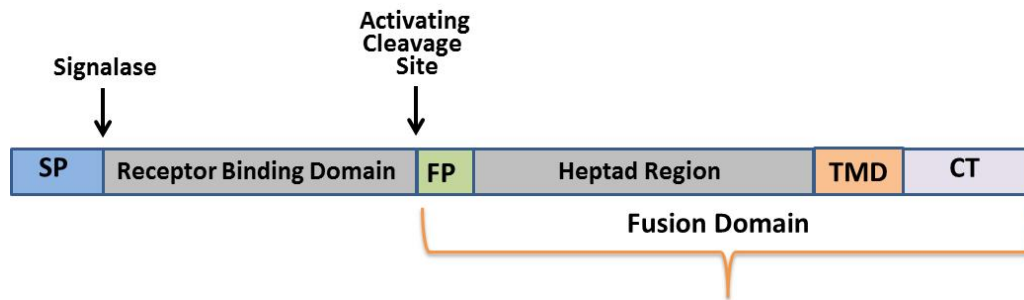 Activating
Cleavage
Site
Signalase
SP Receptor Binding Domain FP Heptad Region TMD CT
Fusion Domain